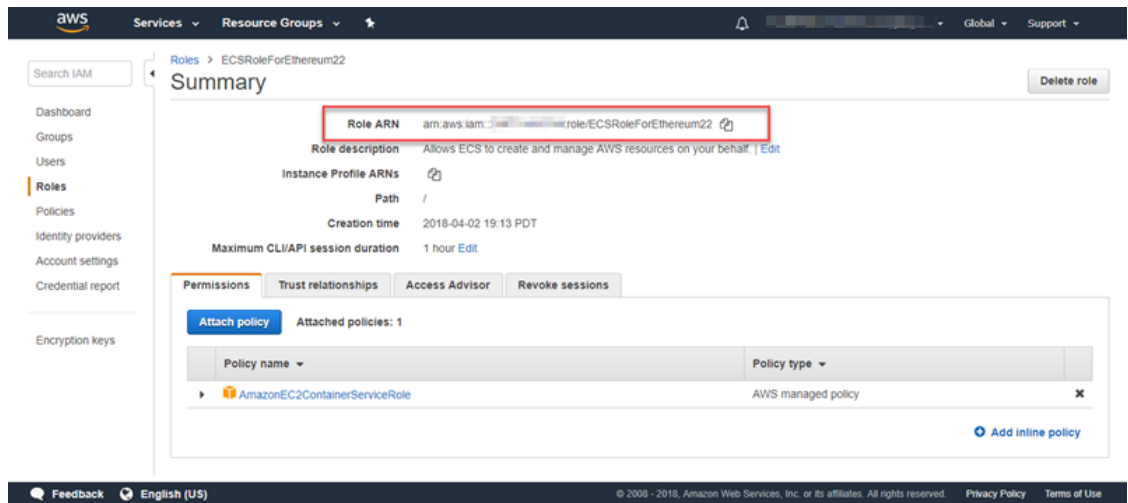 aws Services Resource Groups Global Support
Search IAM
Dashboard
Groups
Users
Roles
Policies
Identity providers
Account settings
Credential report
Encryption keys
Roles > ECSRoleForEthereum22
Summary
Delete role
Role ARN arn:aws:iam:: :role/ECSRoleForEthereum22
Role description Allows ECS to create and manage AWS resources on your behalf. | Edit
Instance Profile ARNs
Path /
Creation time 2018-04-02 19:13 PDT
Maximum CLI/API session duration 1 hour Edit
Permissions Trust relationships Access Advisor Revoke sessions
Attach policy Attached policies: 1
Policy name Policy type
AmazonEC2ContainerServiceRole AWS managed policy
Add inline policy
Feedback English (US) © 2008 - 2018, Amazon Web Services, Inc. or its affiliates. All rights reserved. Privacy Policy Terms of Use